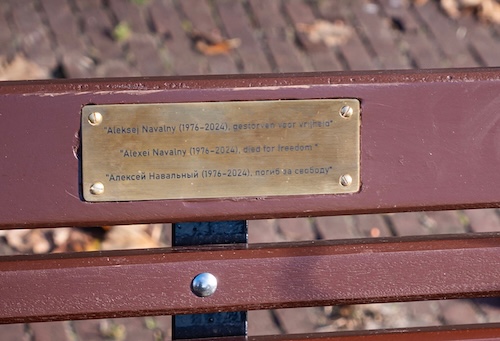 "Aleksej Navalny (1976-2024), gestorven voor vrijheid"
"Alexei Navalny (1976-2024), died for freedom "
"Алексей Навальный (1976-2024), погиб за свободу"